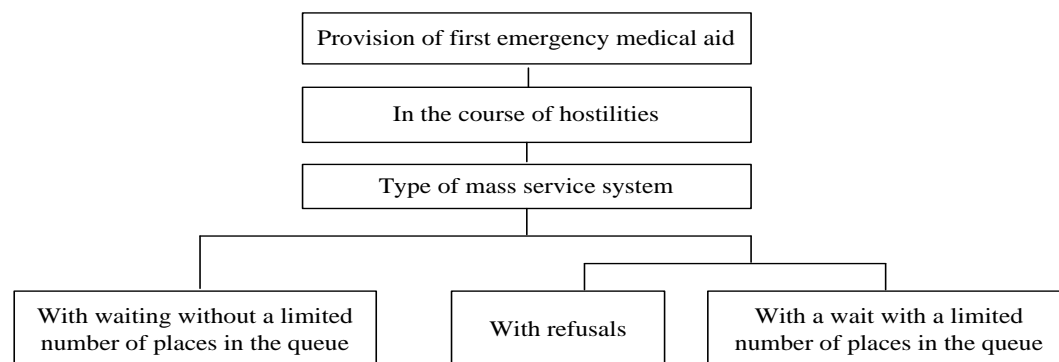 Provision of first emergency medical aid
In the course of hostilities
Type of mass service system
With waiting without a limited
number of places in the queue
With refusals
With a wait with a limited
number of places in the queue